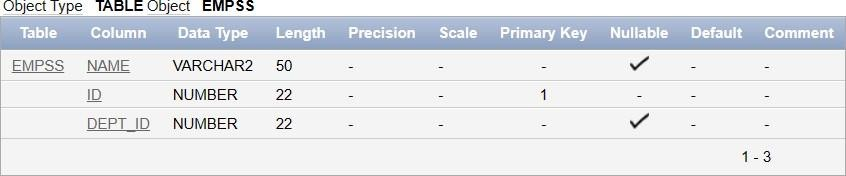 Object Type TABLE Object EMPSS
Table Column Data Type Length Precision Scale Primary Key Nullable Default Comment
EMPSS NAME VARCHAR2 50 - - - ✓ - -
ID NUMBER 22 - - 1 - - -
DEPT_ID NUMBER 22 - - - ✓ - -
1 - 3